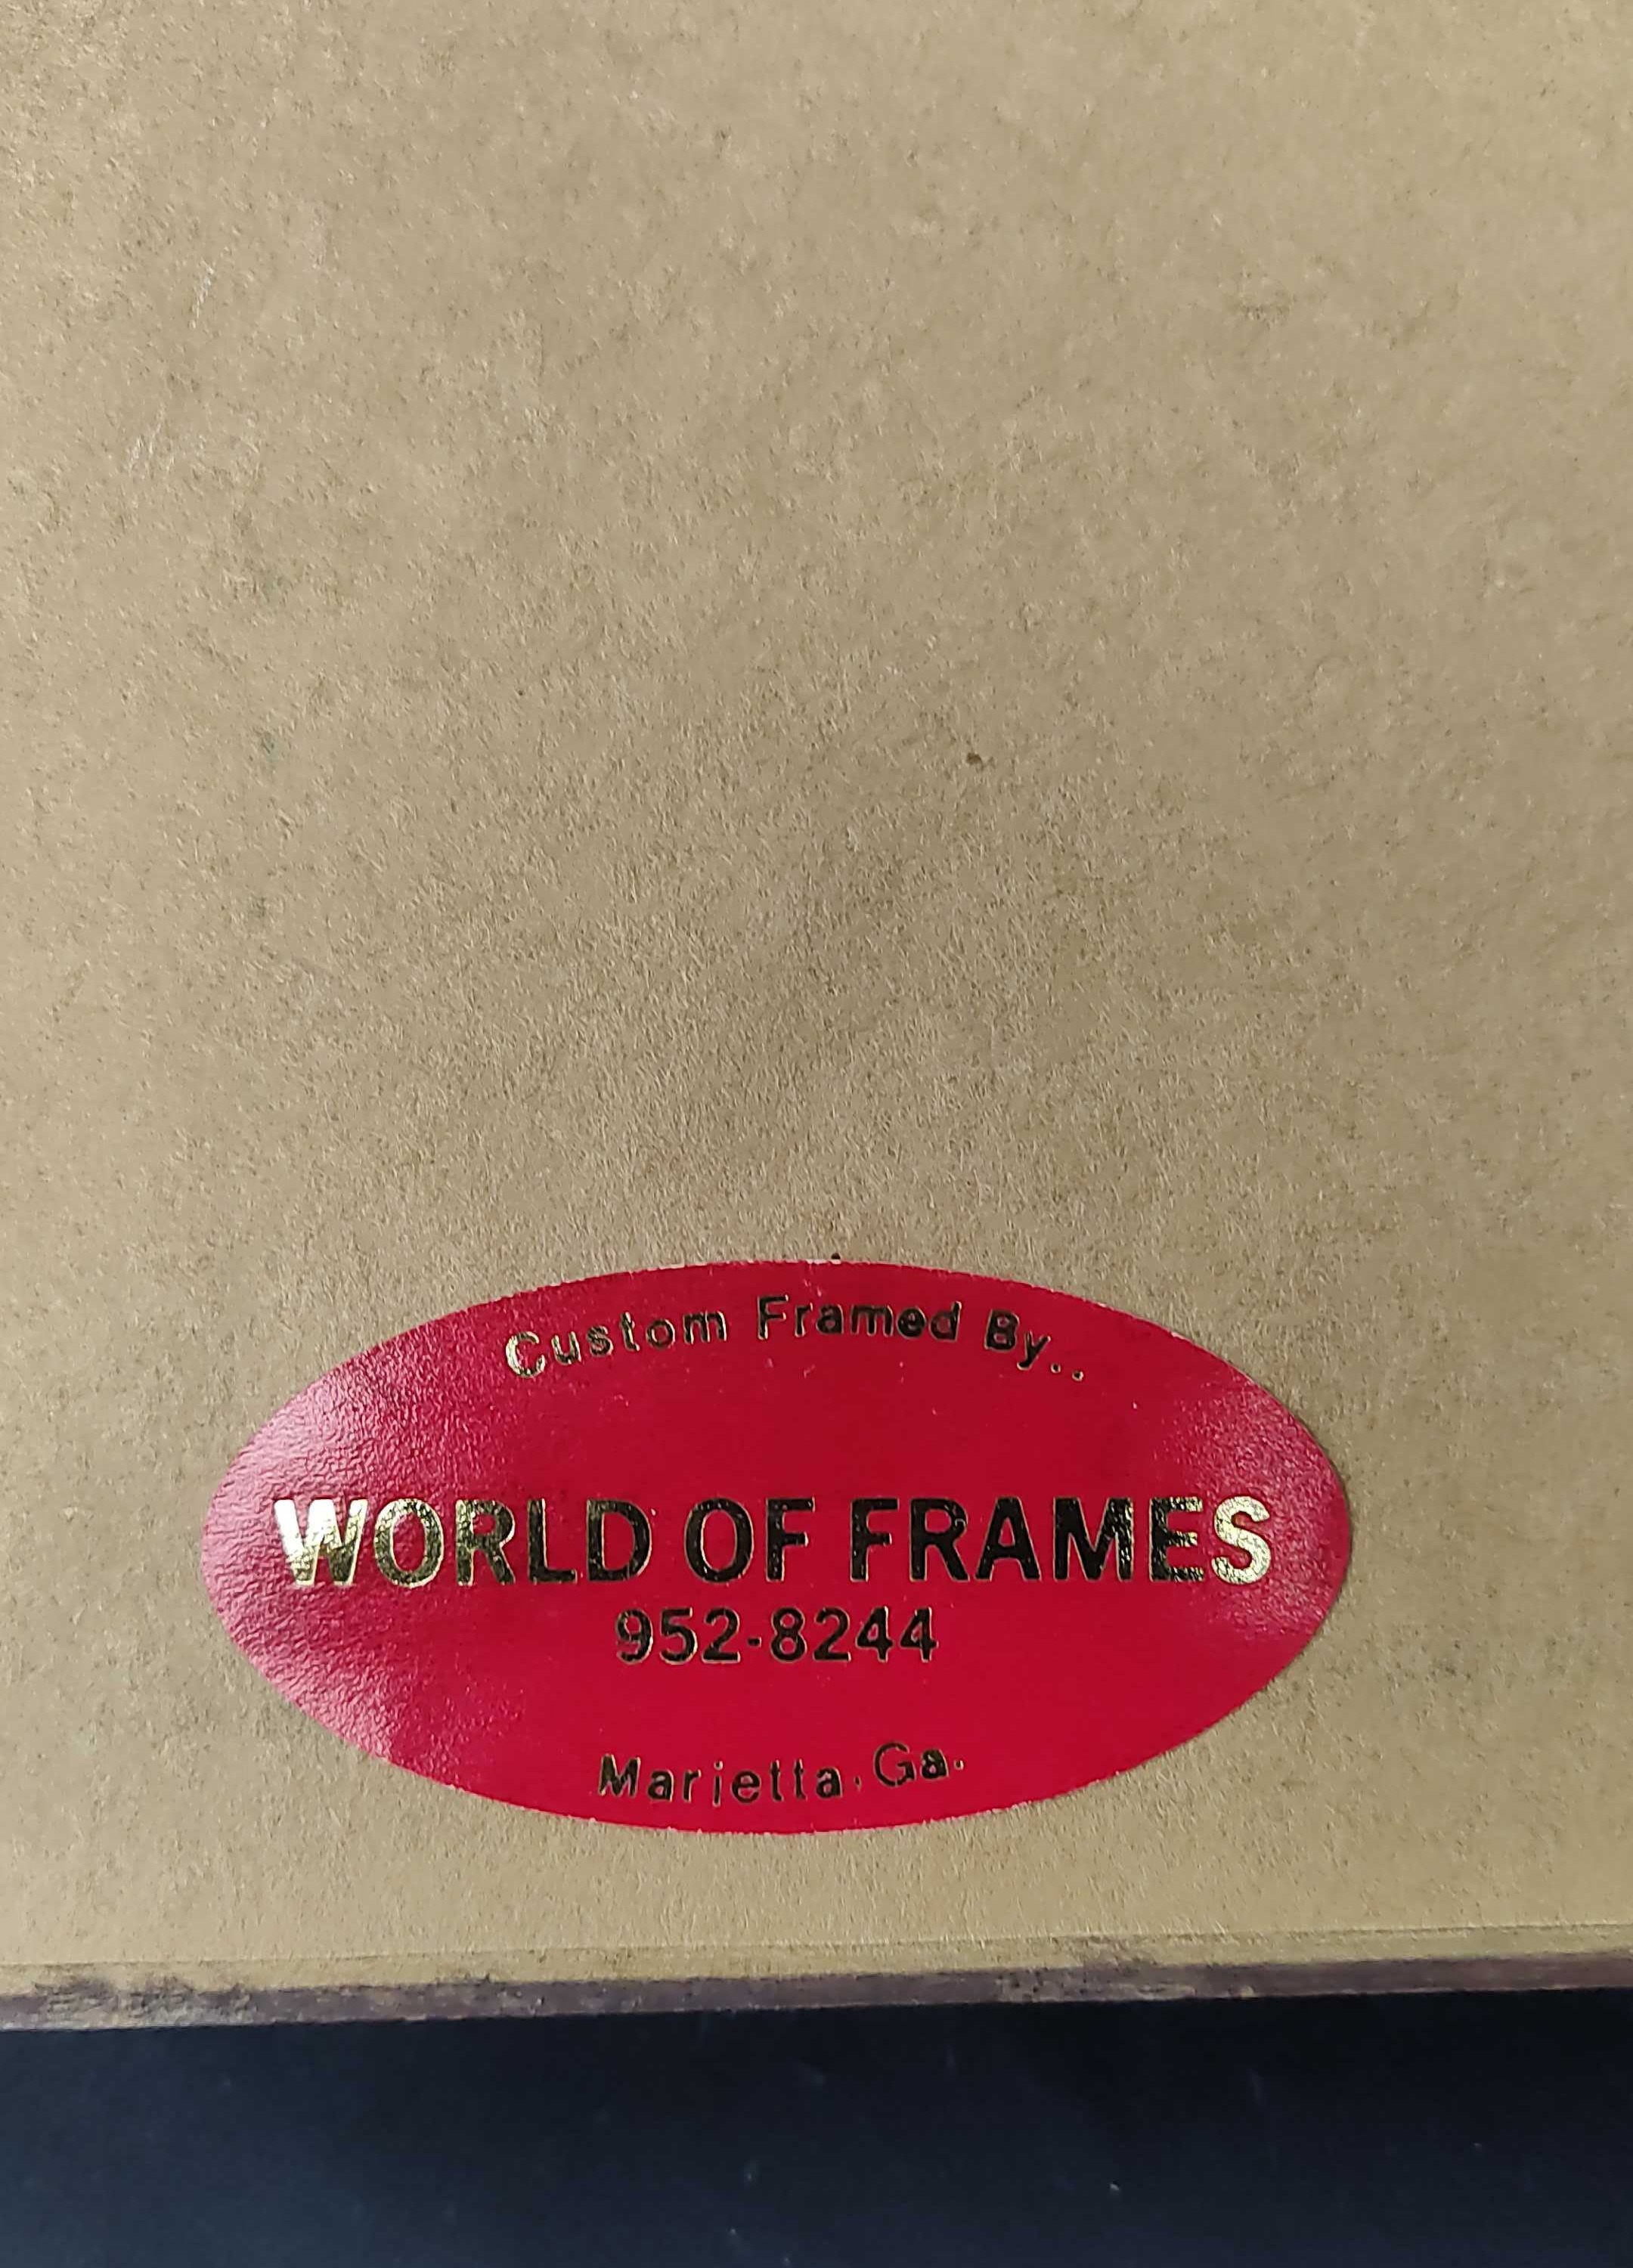 Custom Framed By..
WORLD OF FRAMES
952-8244
Marietta, Ga.